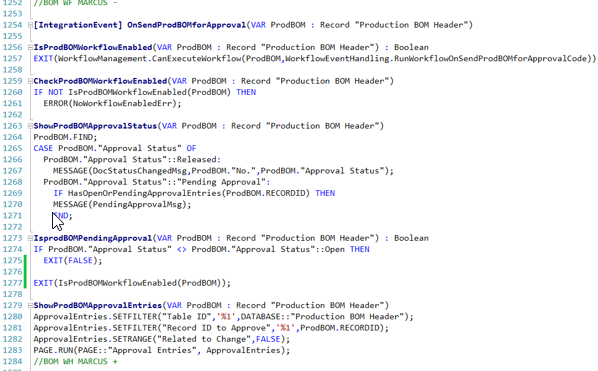 1252 //BOM WF MARCUS -
1253
1254 [IntegrationEvent] OnSendProdBOMforApproval(VAR ProdBOM : Record "Production BOM Header")
1255
1256 IsProdBOMWorkflowEnabled(VAR ProdBOM : Record "Production BOM Header") : Boolean
1257 EXIT(WorkflowManagement.CanExecuteWorkflow(ProdBOM,WorkflowEventHandling.RunWorkflowOnSendProdBOMforApprovalCode))
1258
1259 CheckProdBOMWorkflowEnabled(VAR ProdBOM : Record "Production BOM Header")
1260 IF NOT IsProdBOMWorkflowEnabled(ProdBOM) THEN
1261 ERROR(NoWorkflowEnabledErr);
1262
1263 ShowProdBOMApprovalStatus(VAR ProdBOM : Record "Production BOM Header")
1264 ProdBOM.FIND;
1265 CASE ProdBOM."Approval Status" OF
1266 ProdBOM."Approval Status"::Released:
1267 MESSAGE(DocStatusChangedMsg,ProdBOM."No.",ProdBOM."Approval Status");
1268 ProdBOM."Approval Status"::"Pending Approval":
1269 IF HasOpenOrPendingApprovalEntries(ProdBOM.RECORDID) THEN
1270 MESSAGE(PendingApprovalMsg);
1271 END;
1272
1273 IsprodBOMPendingApproval(VAR ProdBOM : Record "Production BOM Header") : Boolean
1274 IF ProdBOM."Approval Status" <> ProdBOM."Approval Status"::Open THEN
1275 EXIT(FALSE);
1276
1277 EXIT(IsProdBOMWorkflowEnabled(ProdBOM));
1278
1279 ShowProdBOMApprovalEntries(VAR ProdBOM : Record "Production BOM Header")
1280 ApprovalEntries.SETFILTER("Table ID",'%1',DATABASE::"Production BOM Header");
1281 ApprovalEntries.SETFILTER("Record ID to Approve",'%1',ProdBOM.RECORDID);
1282 ApprovalEntries.SETRANGE("Related to Change",FALSE);
1283 PAGE.RUN(PAGE::"Approval Entries", ApprovalEntries);
1284 //BOM WH MARCUS +